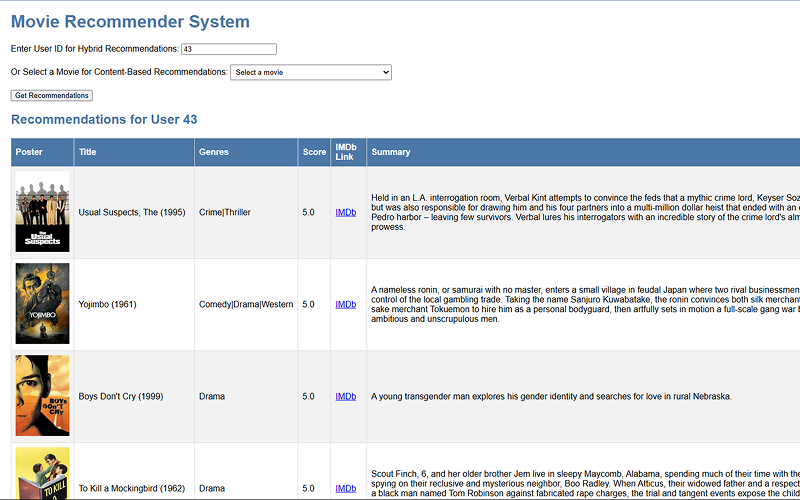 Movie Recommender System
Enter User ID for Hybrid Recommendations: 43
Or Select a Movie for Content-Based Recommendations: Select a movie
Get Recommendations
Recommendations for User 43
Poster Title Genres Score IMDb Link Summary
The Usual Suspects
Usual Suspects, The (1995) Crime|Thriller 5.0 IMDb
Held in an L.A. interrogation room, Verbal Kint attempts to convince the feds that a mythic crime lord, Keyser
but was also responsible for drawing him and his four partners into a multi-million dollar heist that ended with an
Pedro harbor – leaving few survivors. Verbal lures his interrogators with an incredible story of the crime lord's
prowess.
YOJIMBO
Yojimbo (1961) Comedy|Drama|Western 5.0 IMDb
A nameless ronin, or samurai with no master, enters a small village in feudal Japan where two rival businessmen
control of the local gambling trade. Taking the name Sanjuro Kuwabatake, the ronin convinces both silk merchant
sake merchant Tokuemon to hire him as a personal bodyguard, then artfully sets in motion a full-scale gang war
ambitious and unscrupulous men.
BOYS DON'T CRY
Boys Don't Cry (1999) Drama 5.0 IMDb
A young transgender man explores his gender identity and searches for love in rural Nebraska.
TO KILL
To Kill a Mockingbird (1962) Drama 5.0 IMDb
Scout Finch, 6, and her older brother Jem live in sleepy Maycomb, Alabama, spending much of their time with the
spying on their reclusive and mysterious neighbor, Boo Radley. When Atticus, their widowed father and a
a black man named Tom Robinson against fabricated rape charges, the trial and tangent events expose the